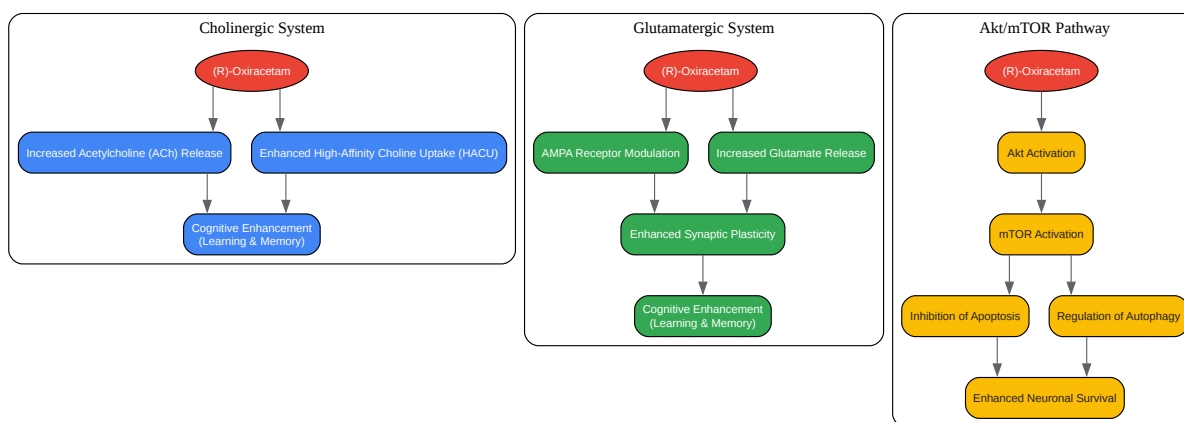 Cholinergic System
(R)-Oxiracetam
Increased Acetylcholine (ACh) Release
Enhanced High-Affinity Choline Uptake (HACU)
Cognitive Enhancement
(Learning & Memory)
Glutamatergic System
(R)-Oxiracetam
AMPA Receptor Modulation
Increased Glutamate Release
Enhanced Synaptic Plasticity
Cognitive Enhancement
(Learning & Memory)
Akt/mTOR Pathway
(R)-Oxiracetam
Akt Activation
mTOR Activation
Inhibition of Apoptosis
Regulation of Autophagy
Enhanced Neuronal Survival